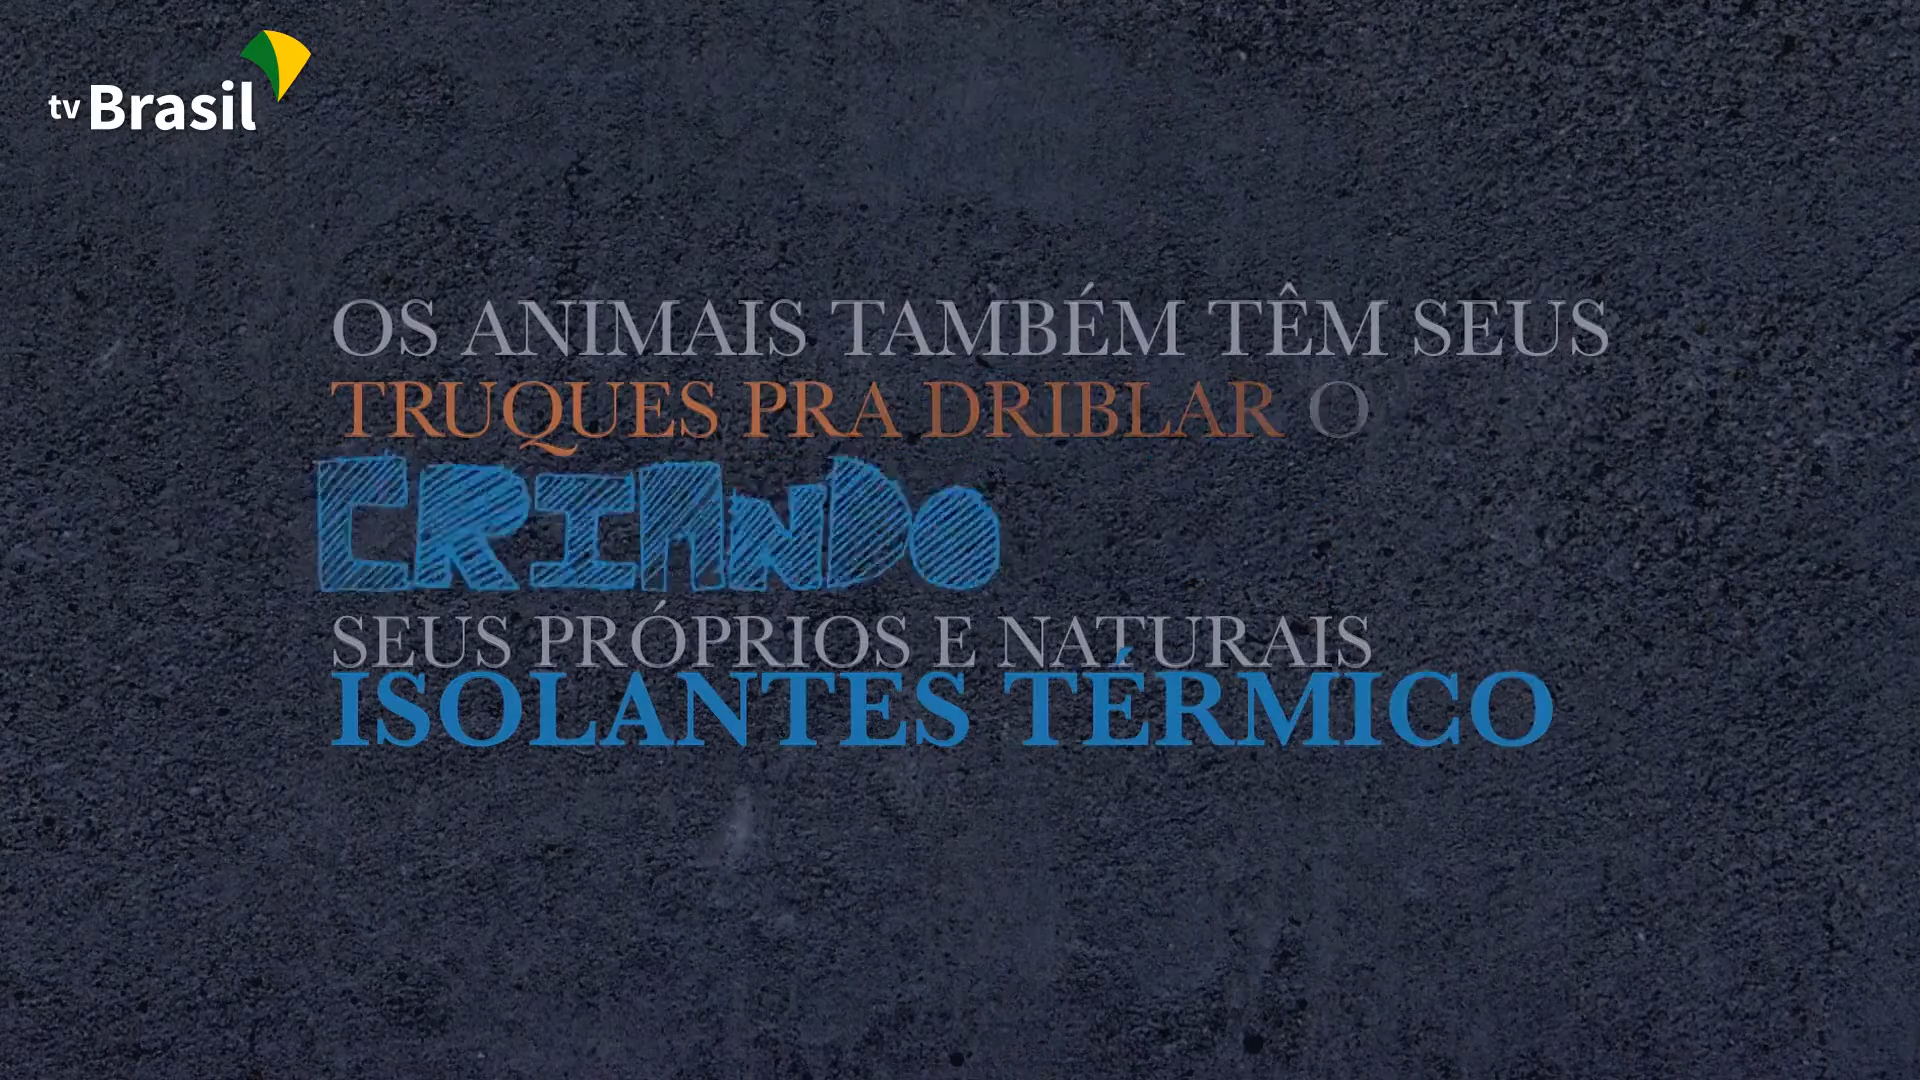 tv Brasil
OS ANIMAIS TAMBÉM TÊM SEUS
TRUQUES PRA DRIBLAR O
CRIANDO
SEUS PRÓPRIOS E NATURAIS
ISOLANTES TÉRMICO